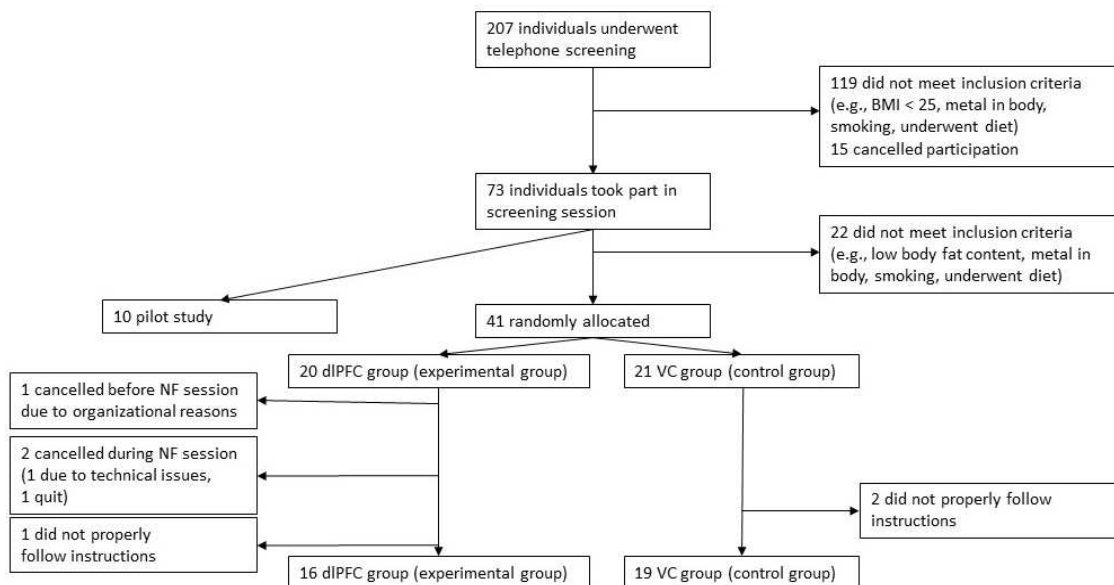 207 individuals underwent
telephone screening
119 did not meet inclusion criteria
(e.g., BMI < 25, metal in body,
smoking, underwent diet)
15 cancelled participation
73 individuals took part in
screening session
22 did not meet inclusion criteria
(e.g., low body fat content, metal in
body, smoking, underwent diet)
10 pilot study
41 randomly allocated
20 dlPFC group (experimental group)
21 VC group (control group)
1 cancelled before NF session
due to organizational reasons
2 cancelled during NF session
(1 due to technical issues,
1 quit)
2 did not properly follow
instructions
1 did not properly
follow instructions
16 dlPFC group (experimental group)
19 VC group (control group)